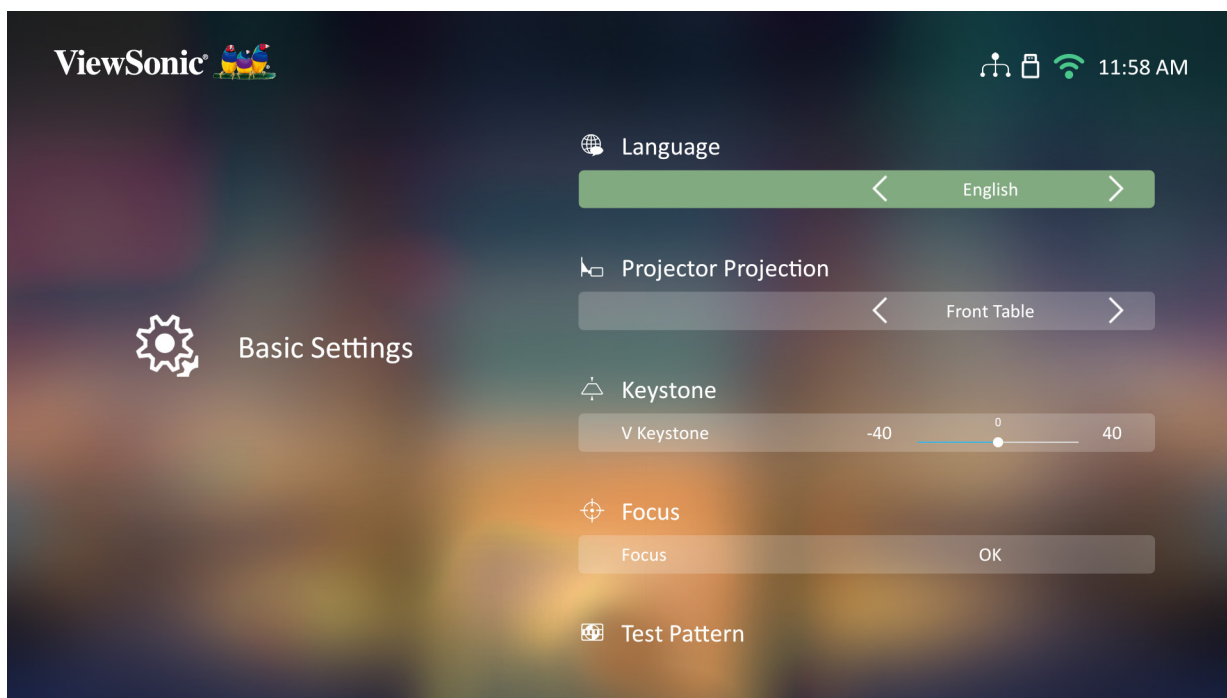 ViewSonic®
11:58 AM
Language
English
Projector Projection
Front Table
Basic Settings
Keystone
V Keystone -40 0 40
Focus
Focus OK
Test Pattern